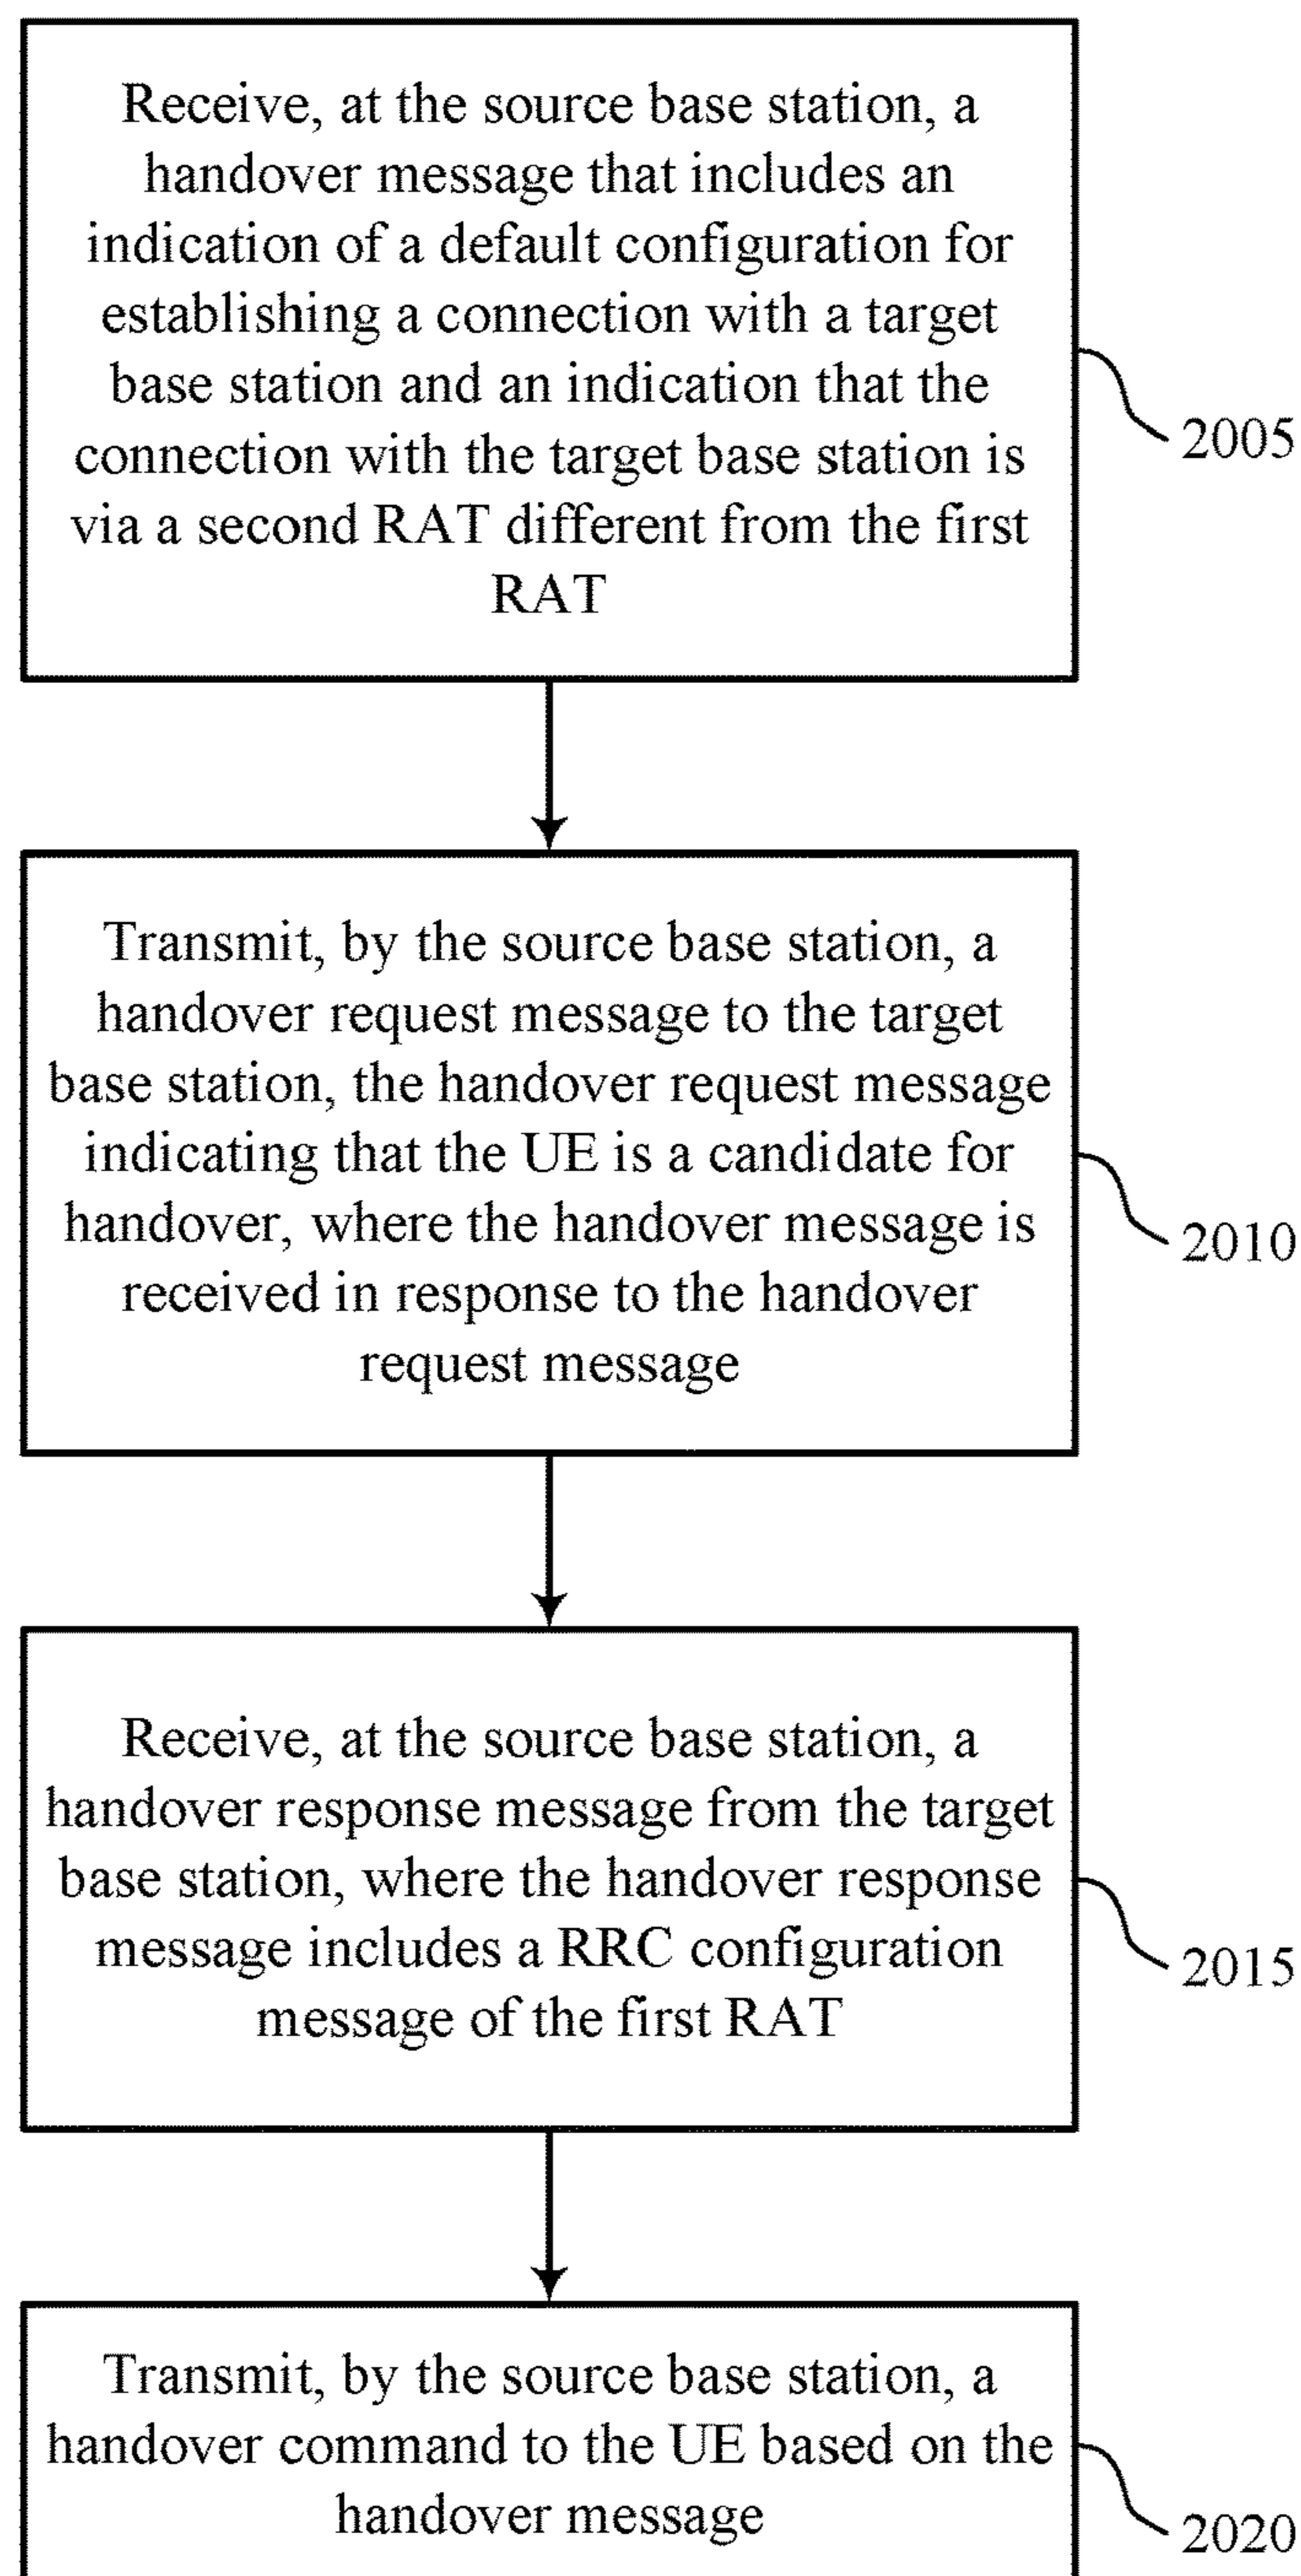 Receive, at the source base station, a
handover message that includes an
indication of a default configuration for
establishing a connection with a target
base station and an indication that the
connection with the target base station is
via a second RAT different from the first
RAT
2005
Transmit, by the source base station, a
handover request message to the target
base station, the handover request message
indicating that the UE is a candidate for
handover, where the handover message is
received in response to the handover
request message
2010
Receive, at the source base station, a
handover response message from the target
base station, where the handover response
message includes a RRC configuration
message of the first RAT
2015
Transmit, by the source base station, a
handover command to the UE based on the
handover message
2020